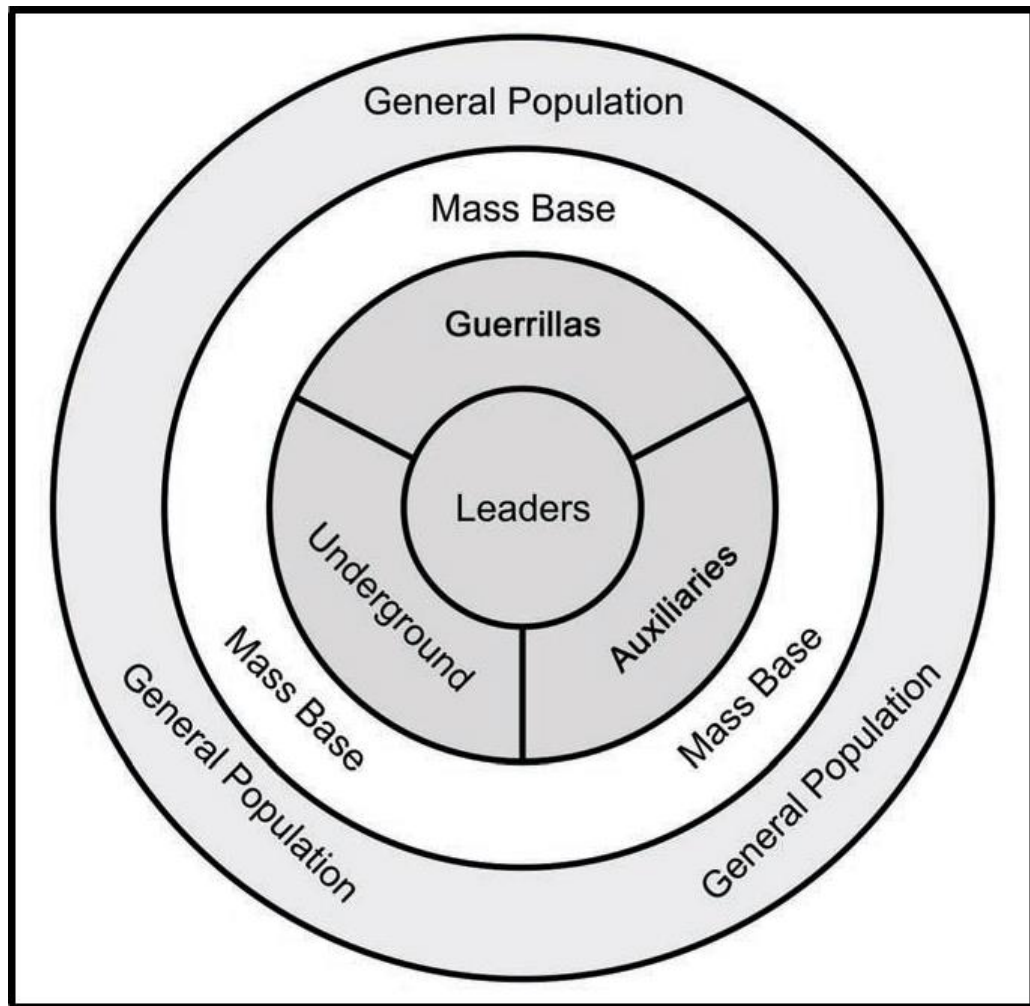 General Population
Mass Base
Guerrillas
Leaders
Underground
Auxiliaries
Mass Base
Mass Base
General Population
General Population